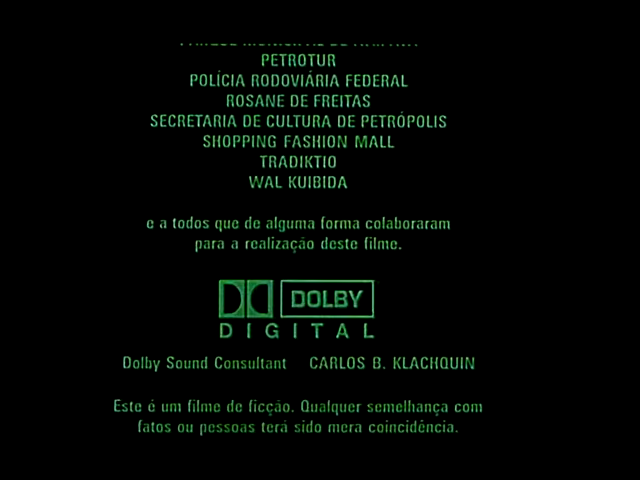 PETROTUR
POLÍCIA RODOVIÁRIA FEDERAL
ROSANE DE FREITAS
SECRETARIA DE CULTURA DE PETRÓPOLIS
SHOPPING FASHION MALL
TRADIKTIO
WAL KUIBIDA
e a todos que de alguma forma colaboraram
para a realização deste filme.
DOLBY
DIGITAL
Dolby Sound Consultant CARLOS B. KLACHQUIN
Este é um filme de ficção. Qualquer semelhança com
fatos ou pessoas terá sido mera coincidência.